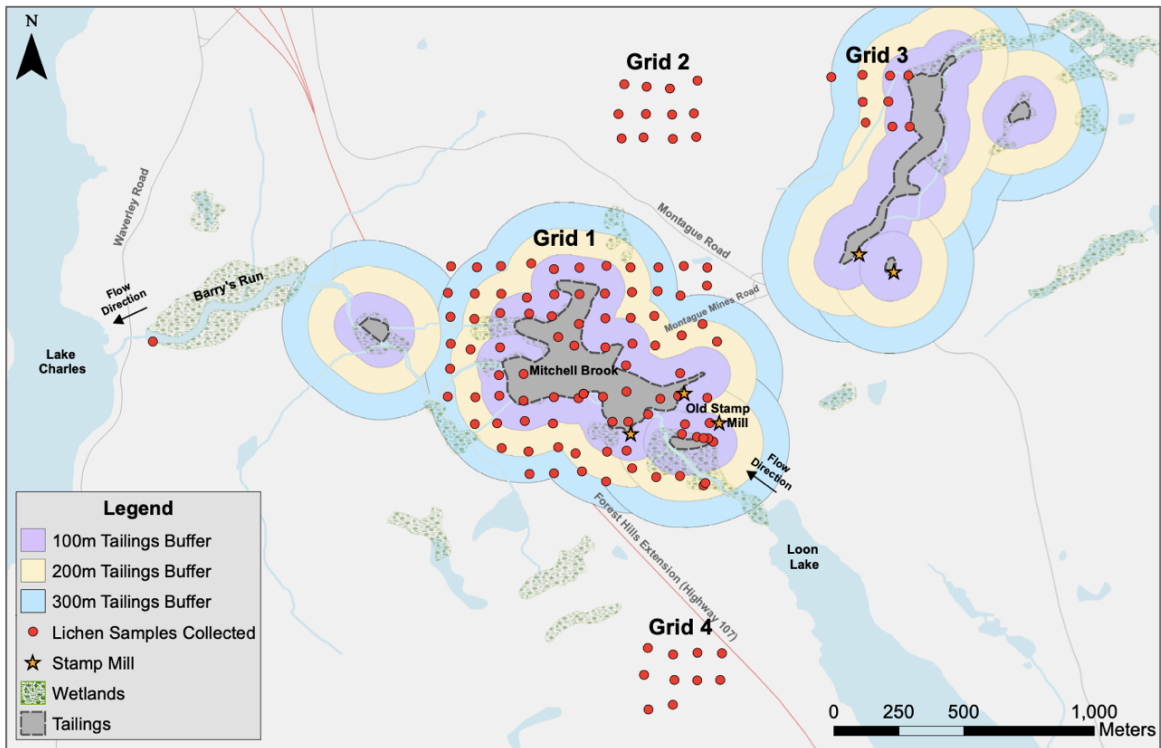 N
Grid 2
Grid 3
Waverley Road
Montague Road
Grid 1
Barry's Run
Flow
Direction
Montague Mines Road
Lake
Charles
Mitchell Brook
Old Stamp
Mill
Flow
Direction
Legend
100m Tailings Buffer
200m Tailings Buffer
300m Tailings Buffer
Lichen Samples Collected
Stamp Mill
Wetlands
Tailings
Forest Hills Extension (Highway 107)
Loon
Lake
Grid 4
0 250 500 1,000
Meters